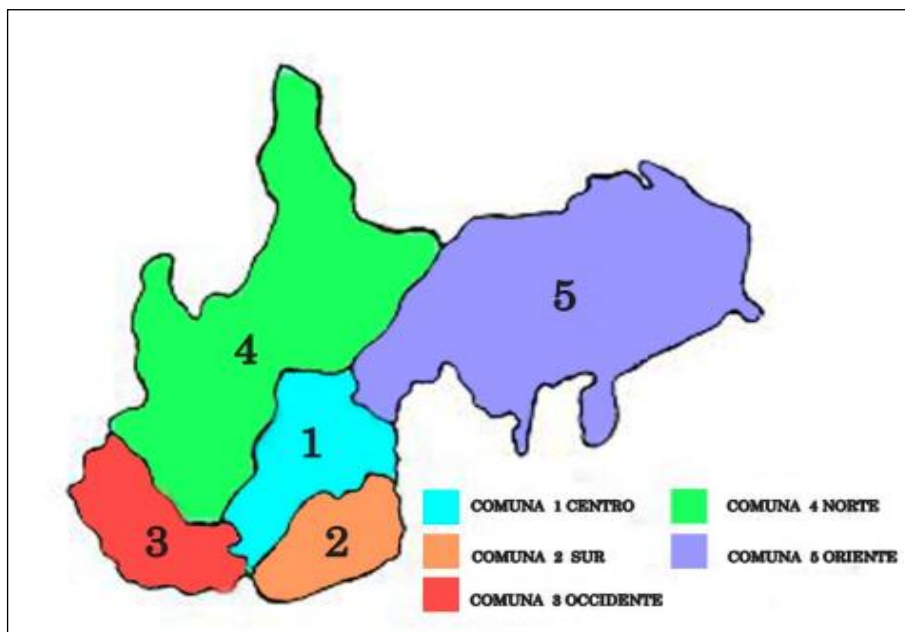 5
4
1
3
2
COMUNA 1 CENTRO
COMUNA 2 SUR
COMUNA 3 OCCIDENTE
COMUNA 4 NORTE
COMUNA 5 ORIENTE